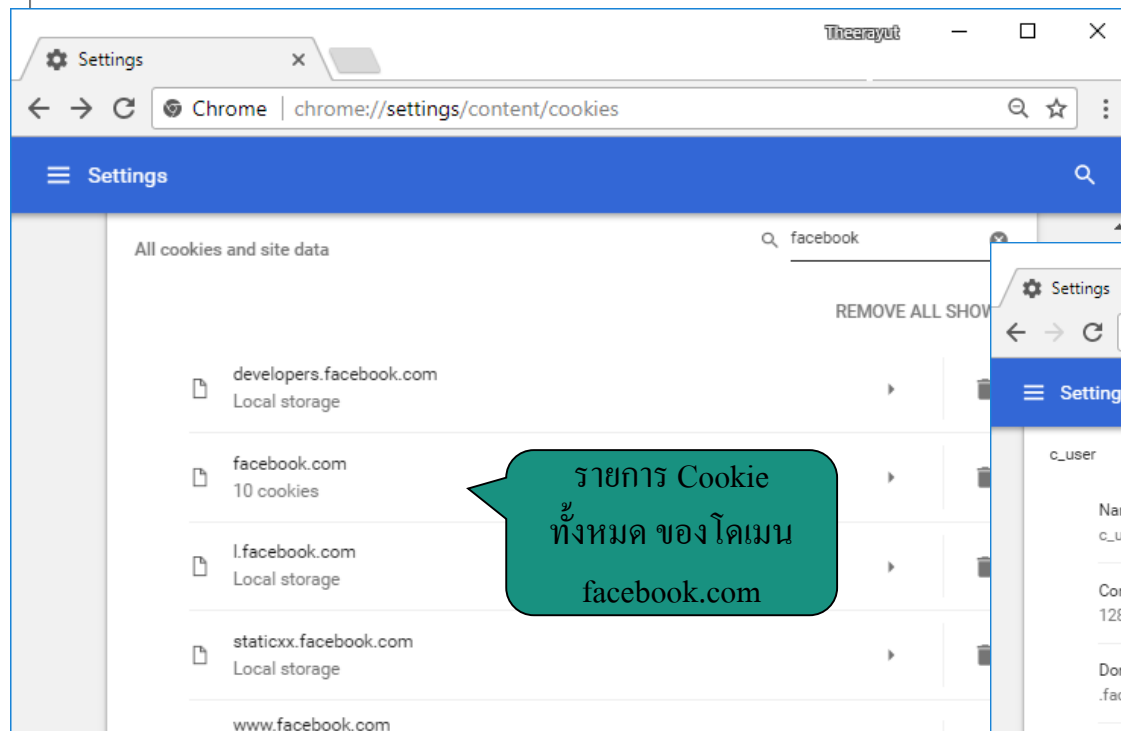 Theerayut
Settings
Chrome | chrome://settings/content/cookies
Settings
All cookies and site data
facebook
REMOVE ALL
developers.facebook.com
Local storage
facebook.com
10 cookies
l.facebook.com
Local storage
staticxx.facebook.com
Local storage
www.facebook.com
รายการ Cookie
ทั้งหมด ของโดเมน
facebook.com
Settings
c_user